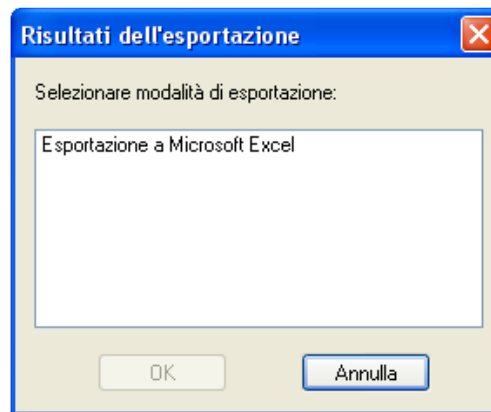 Risultati dell'esportazione
Selezionare modalità di esportazione:
Esportazione a Microsoft Excel
OK
Annulla